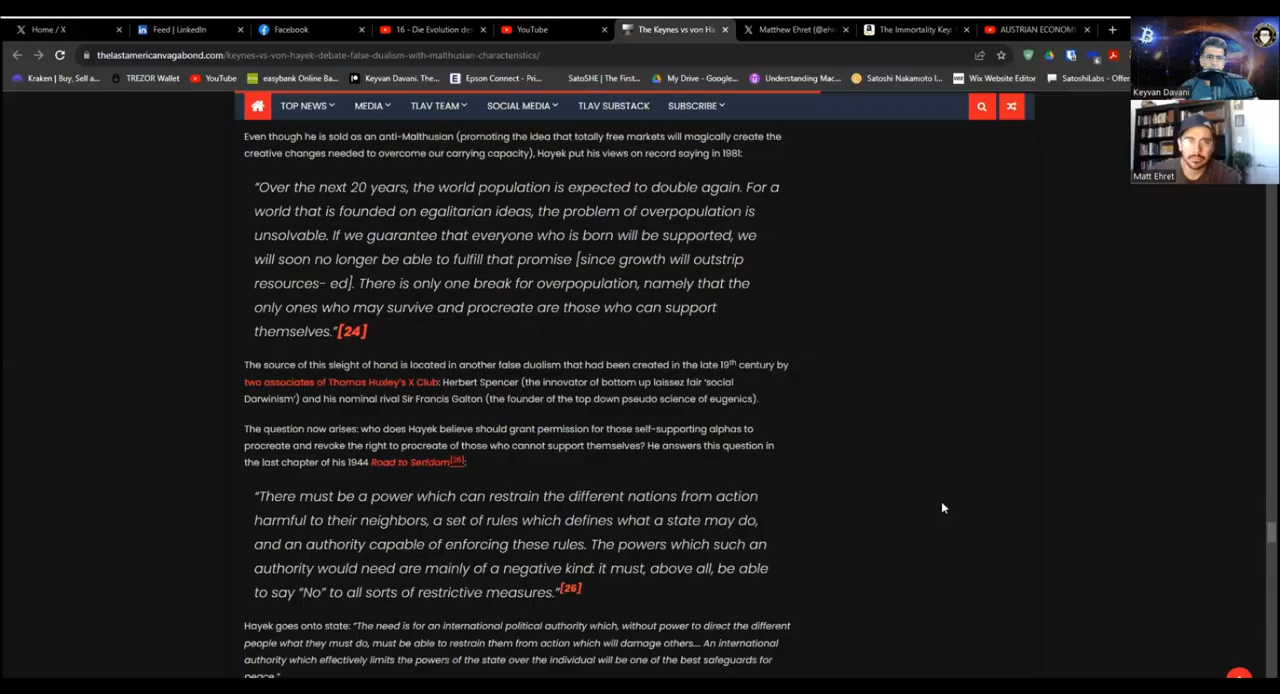 Home / X
Feed | LinkedIn
Facebook
16 - Die Evolution des
YouTube
The Keynes vs von Ha
Matthew Ehret (@ehr
The Immortality Key:
AUSTRIAN ECONOMI
thelastamericanvagabond.com/keynes-vs-von-hayek-debate-false-dualism-with-malthusian-characteristics/
Kraken | Buy, Sell a...
TREZOR Wallet
YouTube
easybank Online Ba...
Keyvan Davani. The...
Epson Connect - Pri...
SatoSHE | The First...
My Drive - Google...
Understanding Mac...
Satoshi Nakamoto I...
Wix Website Editor
SatoshiLabs - Offer...
Keyvan Davani
Matt Ehret
TOP NEWS
MEDIA
TLAV TEAM
SOCIAL MEDIA
TLAV SUBSTACK
SUBSCRIBE
Even though he is sold as an anti-Malthusian (promoting the idea that totally free markets will magically create the
creative changes needed to overcome our carrying capacity), Hayek put his views on record saying in 1981:
"Over the next 20 years, the world population is expected to double again. For a
world that is founded on egalitarian ideas, the problem of overpopulation is
unsolvable. If we guarantee that everyone who is born will be supported, we
will soon no longer be able to fulfill that promise [since growth will outstrip
resources- ed]. There is only one break for overpopulation, namely that the
only ones who may survive and procreate are those who can support
themselves."[24]
The source of this sleight of hand is located in another false dualism that had been created in the late 19th century by
two associates of Thomas Huxley's X Club: Herbert Spencer (the innovator of bottom up laissez fair 'social
Darwinism') and his nominal rival Sir Francis Galton (the founder of the top down pseudo science of eugenics).
The question now arises: who does Hayek believe should grant permission for those self-supporting alphas to
procreate and revoke the right to procreate of those who cannot support themselves? He answers this question in
the last chapter of his 1944 Road to Serfdom[25]:
"There must be a power which can restrain the different nations from action
harmful to their neighbors, a set of rules which defines what a state may do,
and an authority capable of enforcing these rules. The powers which such an
authority would need are mainly of a negative kind: it must, above all, be able
to say "No" to all sorts of restrictive measures."[26]
Hayek goes onto state: "The need is for an international political authority which, without power to direct the different
people what they must do, must be able to restrain them from action which will damage others.... An international
authority which effectively limits the powers of the state over the individual will be one of the best safeguards for
peace."